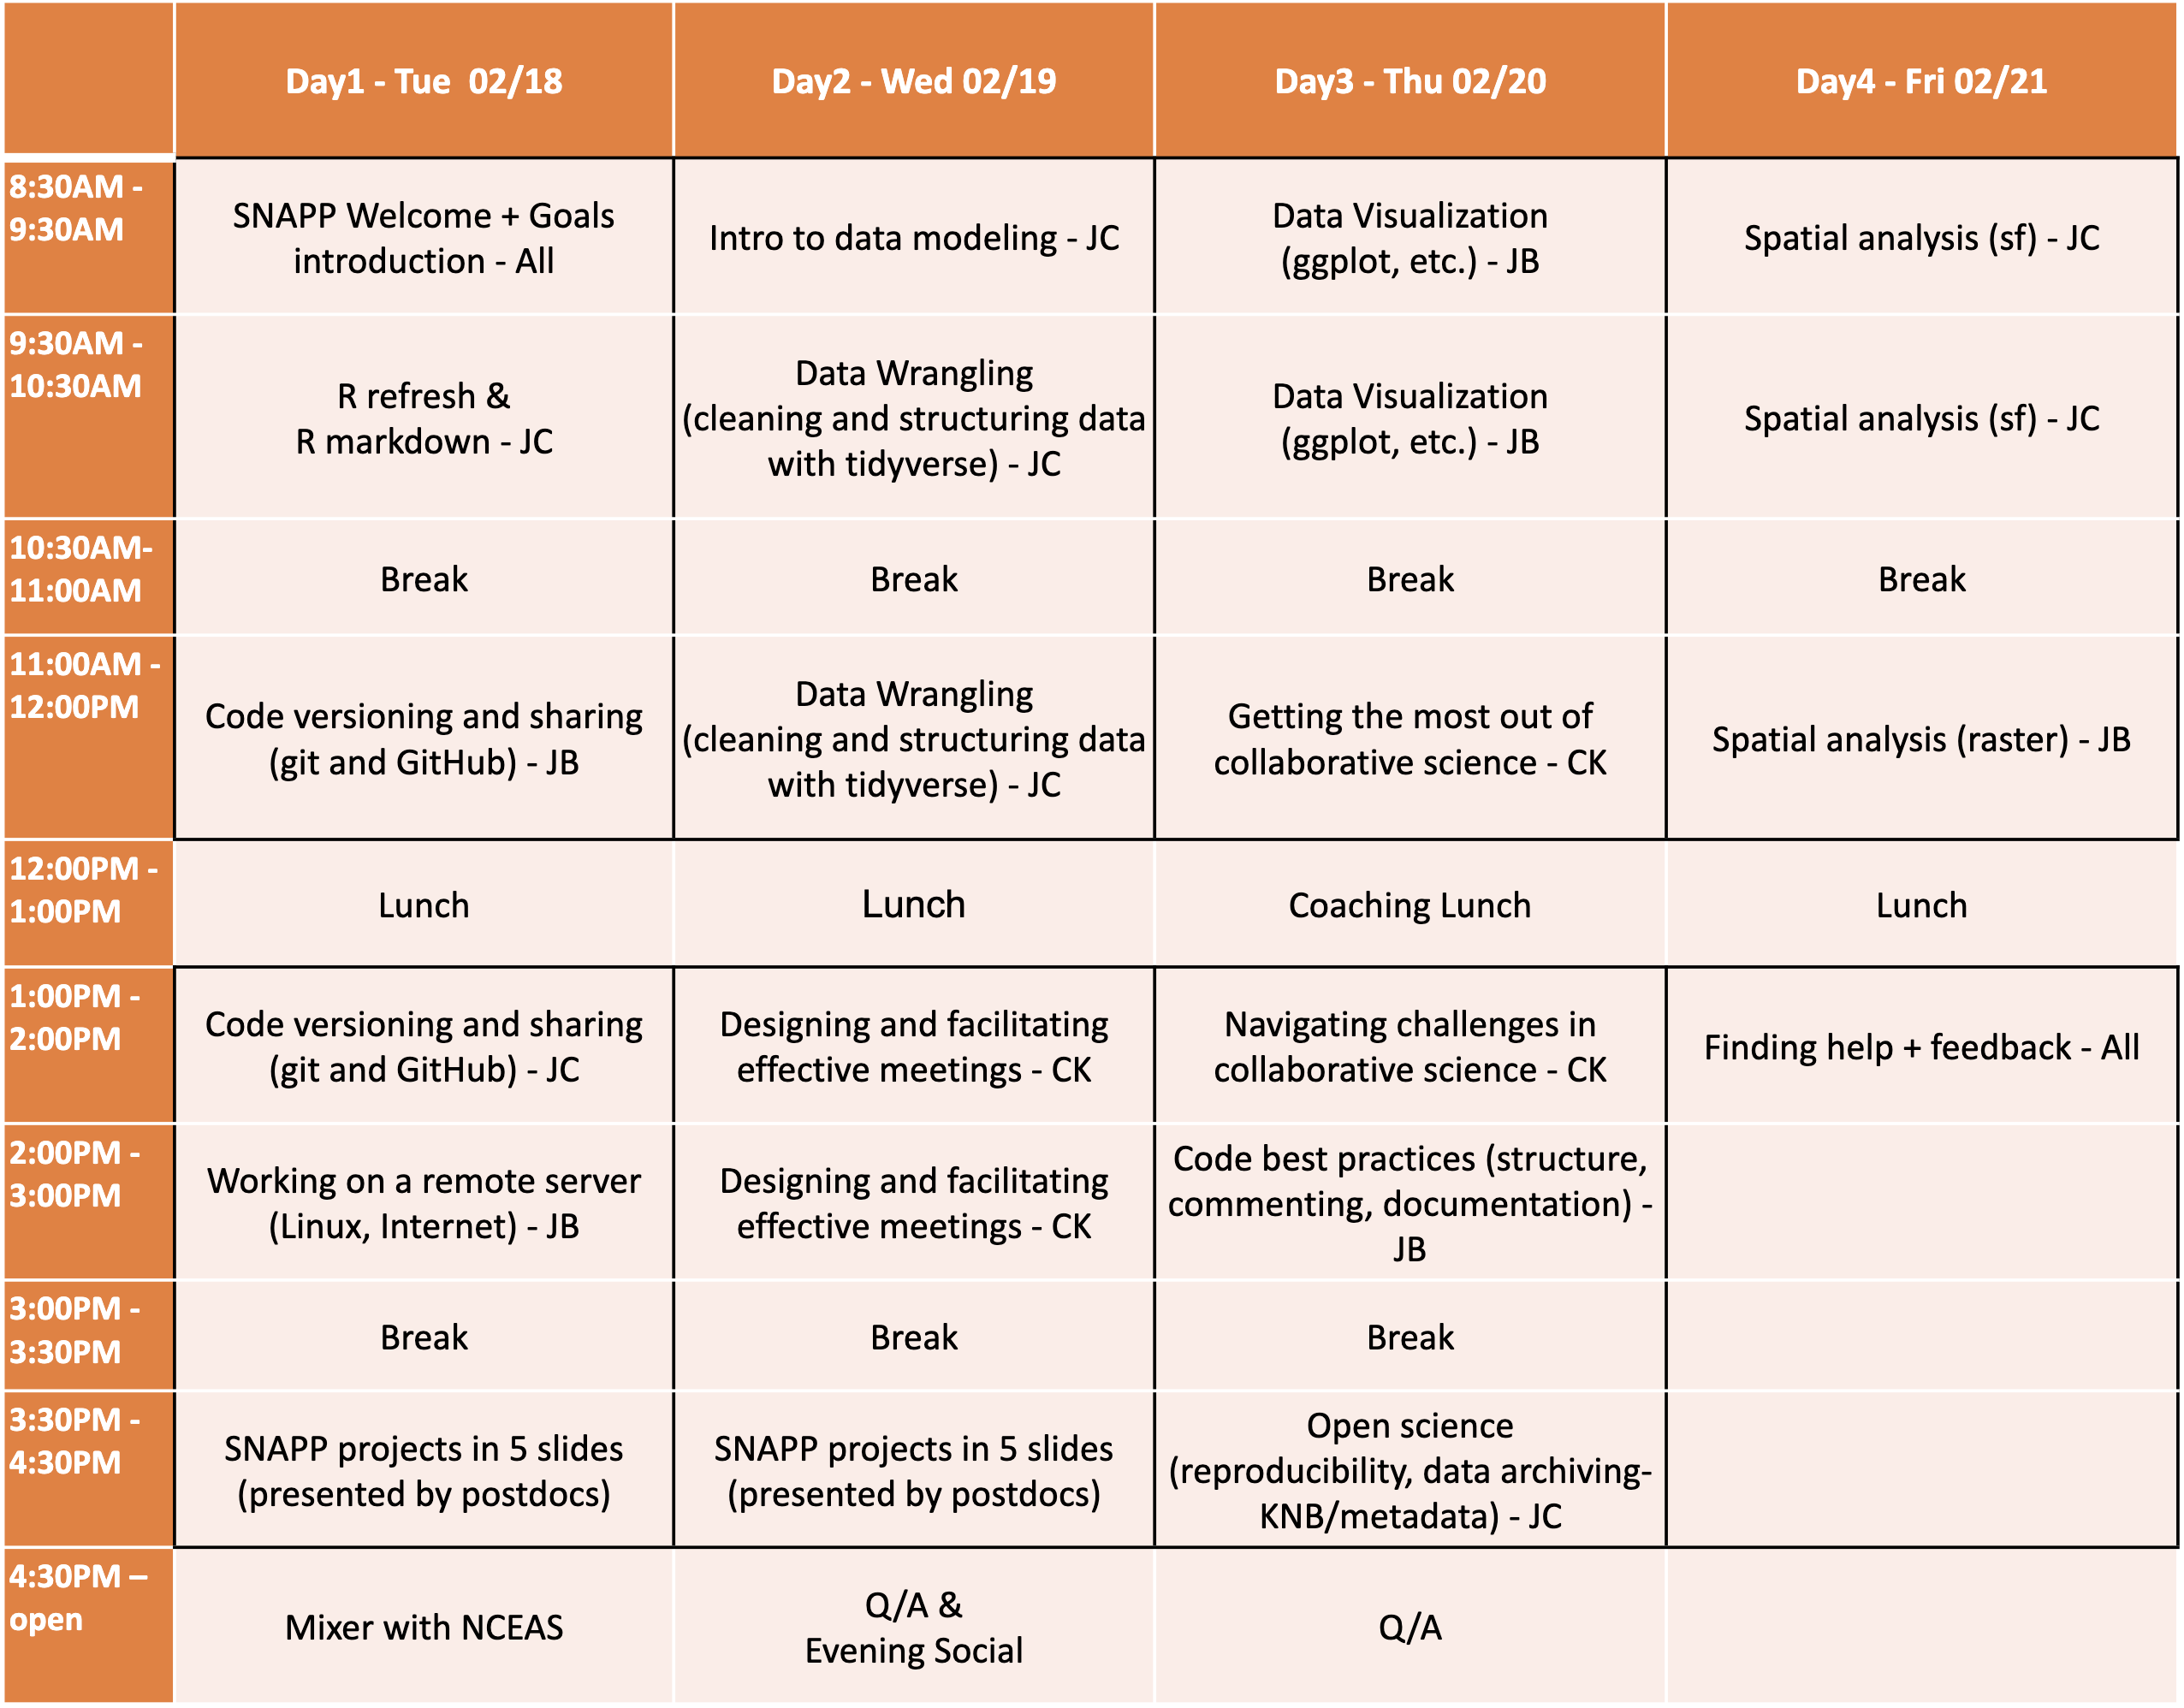 Day1 - Tue  02/18
Day2 - Wed 02/19
Day3 - Thu 02/20
Day4 - Fri 02/21
8:30AM -
9:30AM
SNAPP Welcome + Goals
introduction - All
Intro to data modeling - JC
Data Visualization
(ggplot, etc.) - JB
Spatial analysis (sf) - JC
9:30AM -
10:30AM
R refresh &
R markdown - JC
Data Wrangling
(cleaning and structuring data
with tidyverse) - JC
Data Visualization
(ggplot, etc.) - JB
Spatial analysis (sf) - JC
10:30AM-
11:00AM
Break
Break
Break
Break
11:00AM -
12:00PM
Code versioning and sharing
(git and GitHub) - JB
Data Wrangling
(cleaning and structuring data
with tidyverse) - JC
Getting the most out of
collaborative science - CK
Spatial analysis (raster) - JB
12:00PM -
1:00PM
Lunch
Lunch
Coaching Lunch
Lunch
1:00PM -
2:00PM
Code versioning and sharing
(git and GitHub) - JC
Designing and facilitating
effective meetings - CK
Navigating challenges in
collaborative science - CK
Finding help + feedback - All
2:00PM -
3:00PM
Working on a remote server
(Linux, Internet) - JB
Designing and facilitating
effective meetings - CK
Code best practices (structure,
commenting, documentation) -
JB
3:00PM -
3:30PM
Break
Break
Break
3:30PM -
4:30PM
SNAPP projects in 5 slides
(presented by postdocs)
SNAPP projects in 5 slides
(presented by postdocs)
Open science
(reproducibility, data archiving-
KNB/metadata) - JC
4:30PM –
open
Mixer with NCEAS
Q/A &
Evening Social
Q/A